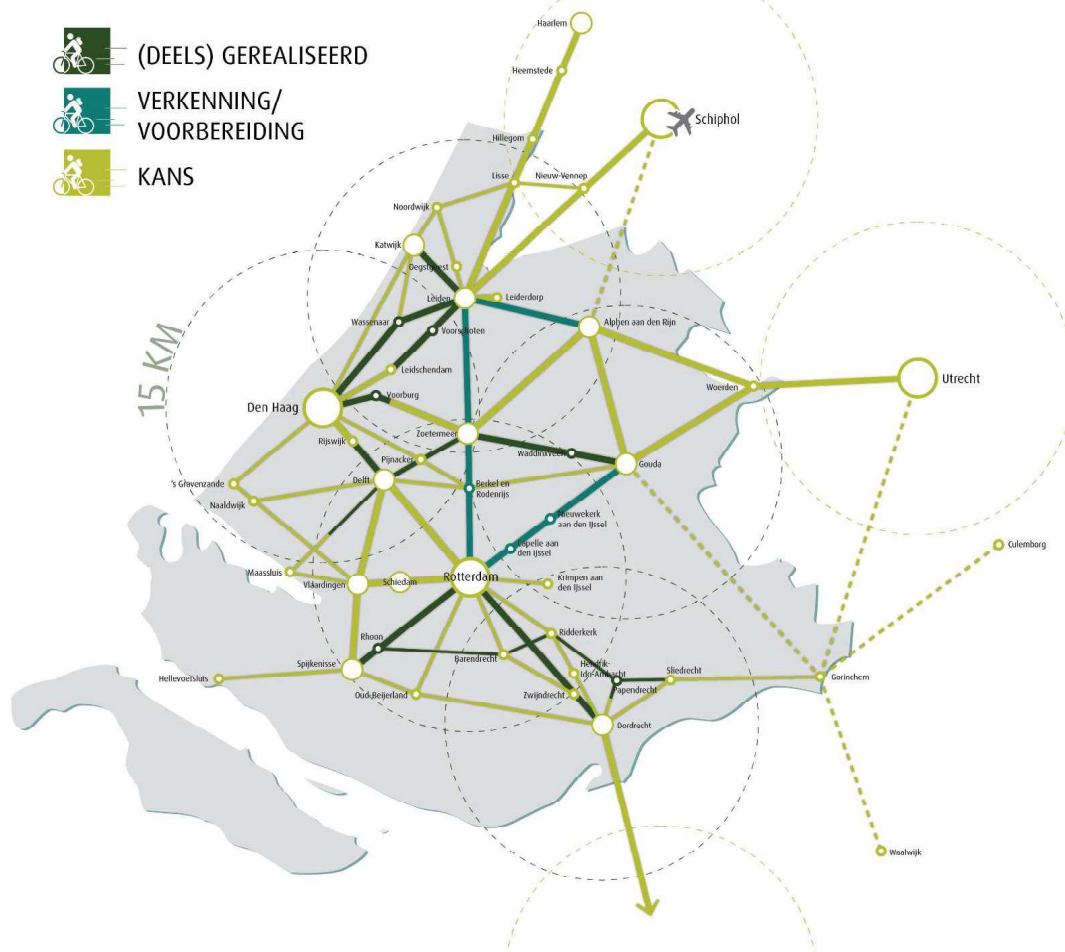 (DEELS) GEREALISEERD
VERKENNING/
VOORBEREIDING
KANS
Haarlem
Heemstede
Schiphol
Hillegom
Lisse
Nieuw-Vennep
Noordwijk
Katwijk
Oegstgeest
Leiden
Leiderdorp
Wassenaar
Voorschoten
Alphen aan den Rijn
15 KM
Leidschendam
Woerden
Utrecht
Voorburg
Den Haag
Zoetermeer
Rijswijk
Pijnacker
Waddinxveen
Gouda
's Gravenzande
Delft
Berkel en
Rodenrijs
Naaldwijk
Nieuwekerk
aan den IJssel
Capelle aan
den Ijssel
Culemborg
Maassluis
Vlaardingen
Schiedam
Rotterdam
Krimpen aan
den Ijssel
Rhoon
Ridderkerk
Barendrecht
Spijkenisse
Hendrik-
Ido-Ambacht
Sliedrecht
Gorinchem
Hellevoetsluis
Papendrecht
Oud-Beijerland
Zwijndrecht
Dordrecht
Waalwijk